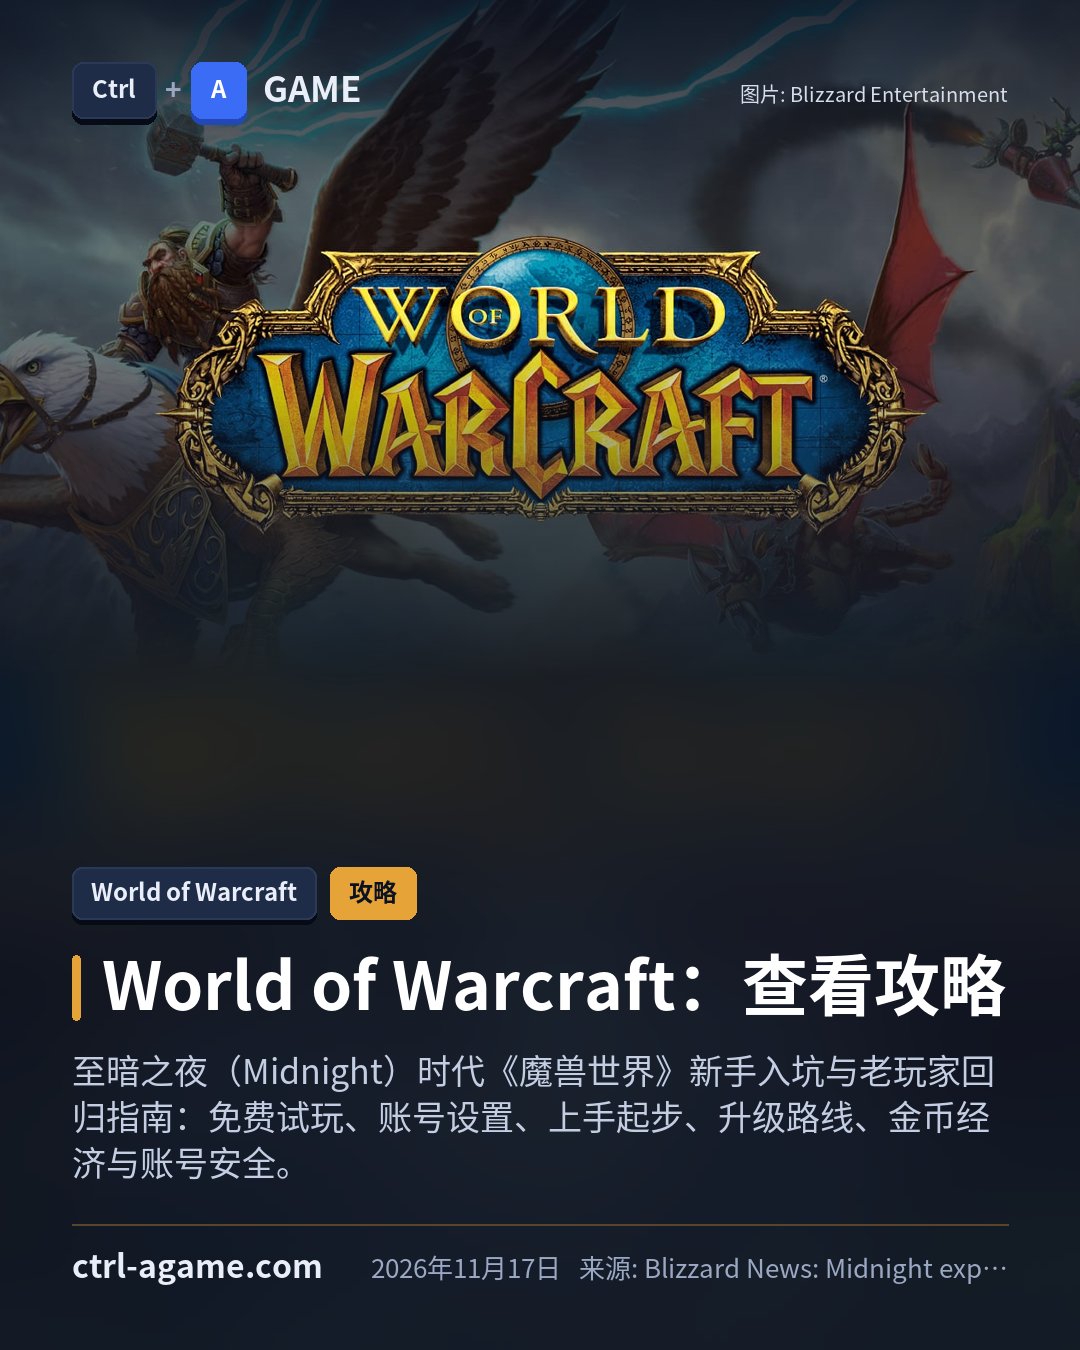 Ctrl + A GAME
图片: Blizzard Entertainment
WORLD
OF
WARCRAFT
®
World of Warcraft
攻略
World of Warcraft：查看攻略
至暗之夜（Midnight）时代《魔兽世界》新手入坑与老玩家回
归指南：免费试玩、账号设置、上手起步、升级路线、金币经
济与账号安全。
ctrl-agame.com
2026年11月17日 来源: Blizzard News: Midnight exp…